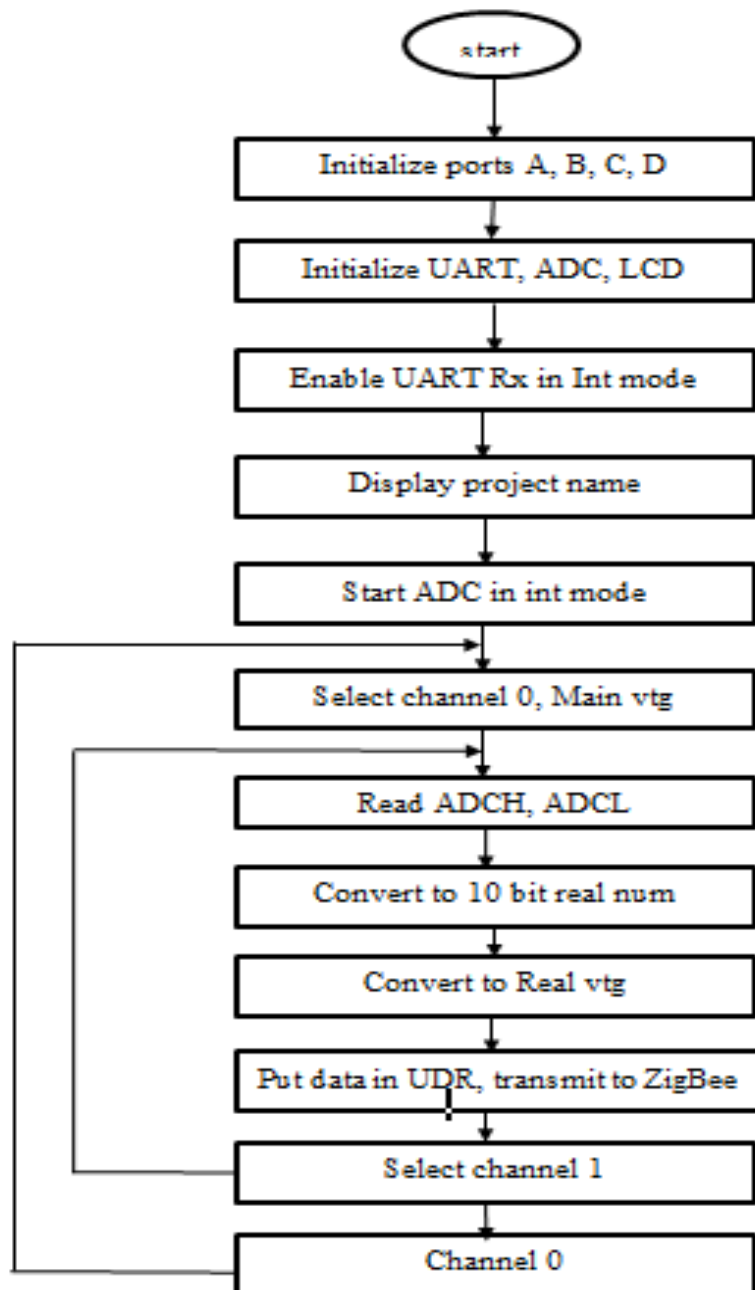 start
Initialize ports A, B, C, D
Initialize UART, ADC, LCD
Enable UART Rx in Int mode
Display project name
Start ADC in int mode
Select channel 0, Main vtg
Read ADCH, ADCL
Convert to 10 bit real num
Convert to Real vtg
Put data in UDR, transmit to ZigBee
Select channel 1
Channel 0